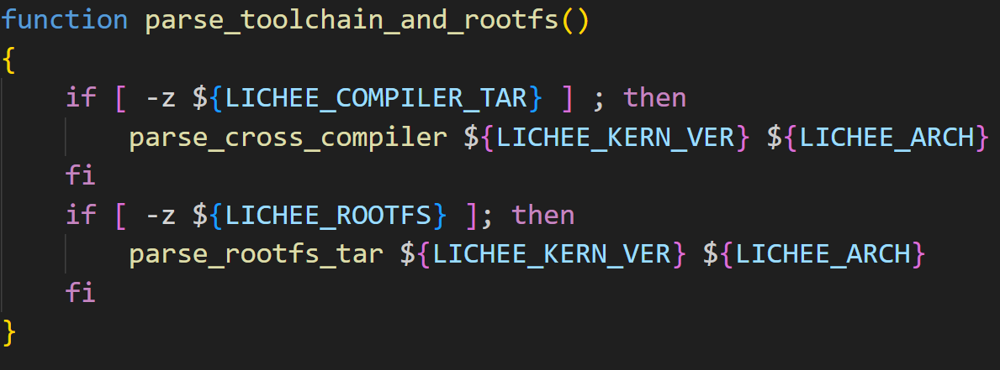 function parse_toolchain_and_rootfs()
{
    if [ -z ${LICHEE_COMPILER_TAR} ] ; then
        parse_cross_compiler ${LICHEE_KERN_VER} ${LICHEE_ARCH}
    fi
    if [ -z ${LICHEE_ROOTFS} ]; then
        parse_rootfs_tar ${LICHEE_KERN_VER} ${LICHEE_ARCH}
    fi
}